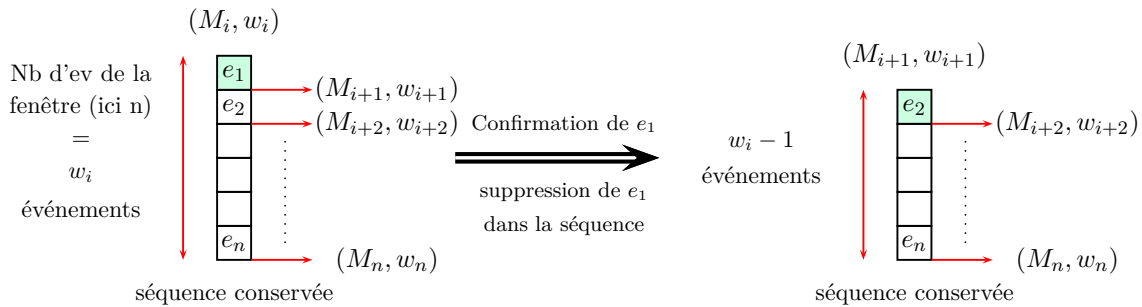 $(M_i, w_i)$
Nb d'ev de la
fenêtre (ici n)
=
$w_i$
événements
$e_1$
$e_2$
$e_n$
$(M_{i+1}, w_{i+1})$
$(M_{i+2}, w_{i+2})$
$(M_n, w_n)$
séquence conservée
Confirmation de $e_1$
suppression de $e_1$
dans la séquence
$(M_{i+1}, w_{i+1})$
$w_i - 1$
événements
$e_2$
$e_n$
$(M_{i+2}, w_{i+2})$
$(M_n, w_n)$
séquence conservée